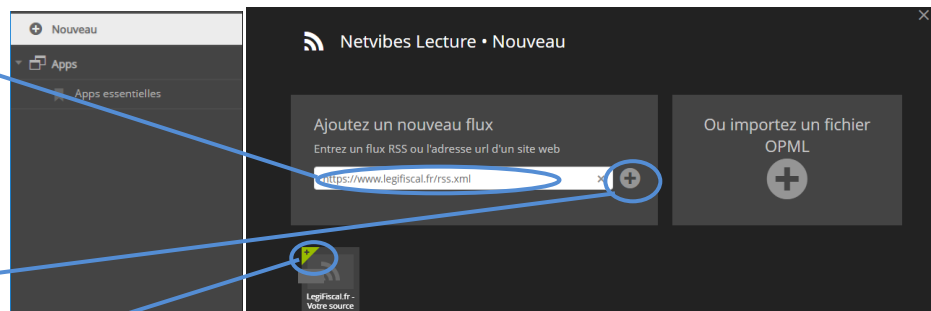 Nouveau
Apps
Apps essentielles
Netvibes Lecture • Nouveau
Ajoutez un nouveau flux
Entrez un flux RSS ou l'adresse url d'un site web
https://www.legifiscal.fr/rss.xml
Ou importez un fichier
OPML
LegiFiscal.fr -
Votre source